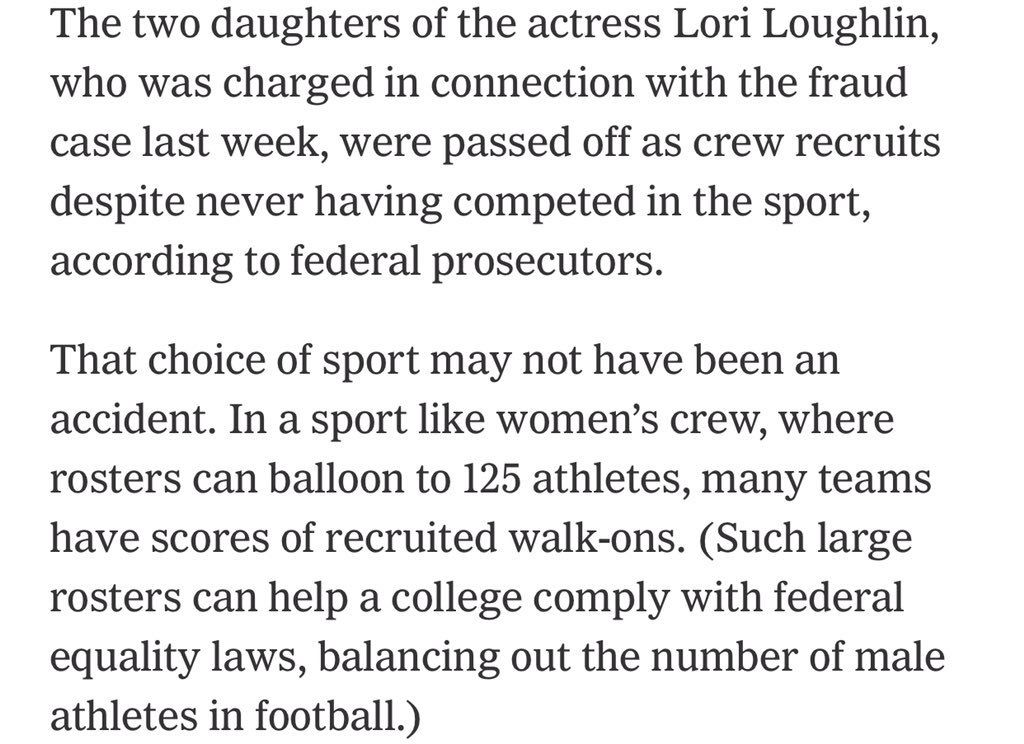 The two daughters of the actress Lori Loughlin,
who was charged in connection with the fraud
case last week, were passed off as crew recruits
despite never having competed in the sport,
according to federal prosecutors.
That choice of sport may not have been an
accident. In a sport like women’s crew, where
rosters can balloon to 125 athletes, many teams
have scores of recruited walk-ons. (Such large
rosters can help a college comply with federal
equality laws, balancing out the number of male
athletes in football.)